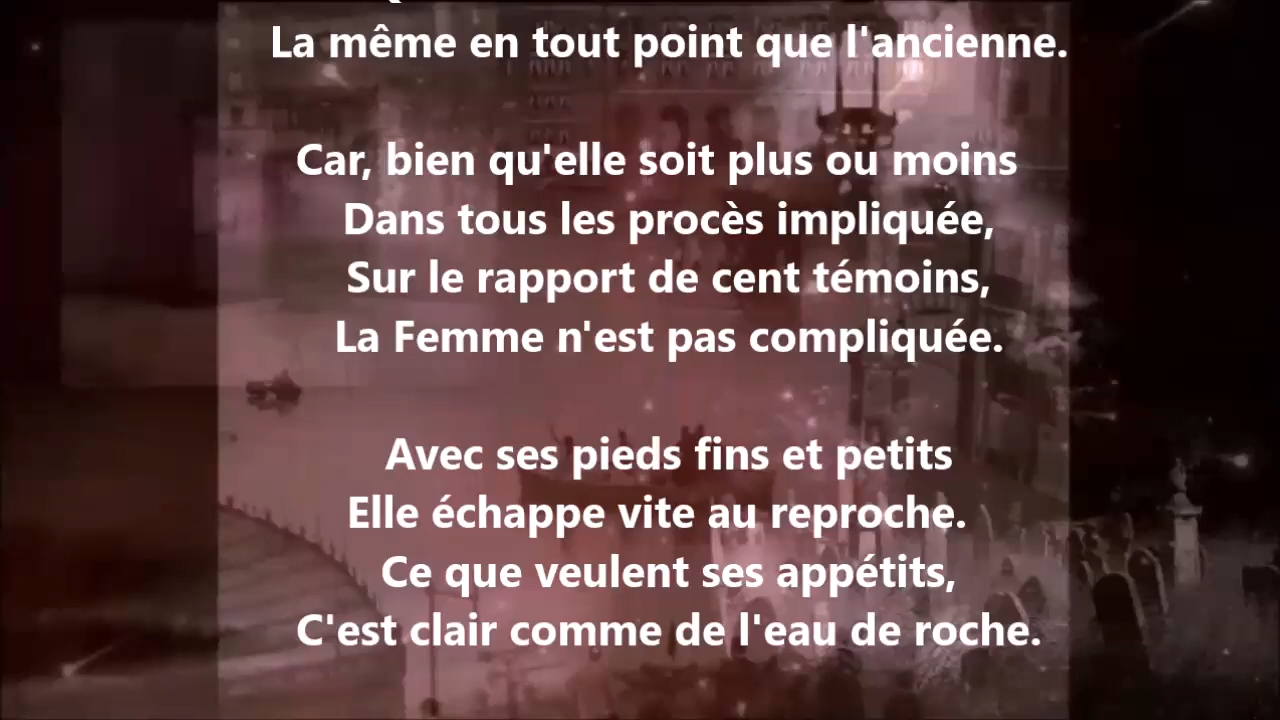 La même en tout point que l'ancienne.
Car, bien qu'elle soit plus ou moins
Dans tous les procès impliquée,
Sur le rapport de cent témoins,
La Femme n'est pas compliquée.
Avec ses pieds fins et petits
Elle échappe vite au reproche.
Ce que veulent ses appétits,
C'est clair comme de l'eau de roche.